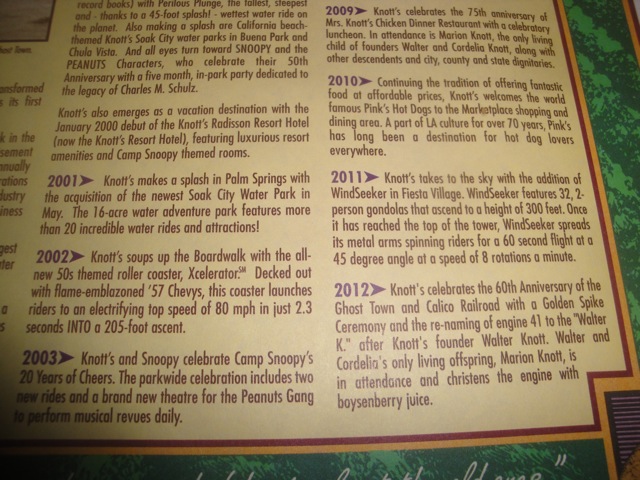 host Town.
ansformed
s its first
k in the
sement
nnually
rations
dustry
iness
gest
ter
a
s
record books) with Perilous Plunge, the tallest, steepest
and - thanks to a 45-foot splash! - wettest water ride on
the planet. Also making a splash are California beach-
themed Knott's Soak City water parks in Buena Park and
Chula Vista. And all eyes turn toward SNOOPY and the
PEANUTS Characters, who celebrate their 50th
Anniversary with a five month, in-park party dedicated to
the legacy of Charles M. Schulz.
Knott's also emerges as a vacation destination with the
January 2000 debut of the Knott's Radisson Resort Hotel
(now the Knott's Resort Hotel), featuring luxurious resort
amenities and Camp Snoopy themed rooms.
2001➤ Knott's makes a splash in Palm Springs with
the acquisition of the newest Soak City Water Park in
May. The 16-acre water adventure park features more
than 20 incredible water rides and attractions!
2002➤ Knott's soups up the Boardwalk with the all-
new 50s themed roller coaster, Xcelerator.℠ Decked out
with flame-emblazoned '57 Chevys, this coaster launches
riders to an electrifying top speed of 80 mph in just 2.3
seconds INTO a 205-foot ascent.
2003➤ Knott's and Snoopy celebrate Camp Snoopy's
20 Years of Cheers. The parkwide celebration includes two
new rides and a brand new theatre for the Peanuts Gang
to perform musical revues daily.
2009➤ Knott's celebrates the 75th anniversary of
Mrs. Knott's Chicken Dinner Restaurant with a celebratory
luncheon. In attendance is Marion Knott, the only living
child of founders Walter and Cordelia Knott, along with
other descendents and city, county and state dignitaries.
2010➤ Continuing the tradition of offering fantastic
food at affordable prices, Knott's welcomes the world
famous Pink's Hot Dogs to the Marketplace shopping and
dining area. A part of LA culture for over 70 years, Pink's
has long been a destination for hot dog lovers
everywhere.
2011➤ Knott's takes to the sky with the addition of
WindSeeker in Fiesta Village. WindSeeker features 32, 2-
person gondolas that ascend to a height of 300 feet. Once
it has reached the top of the tower, WindSeeker spreads
its metal arms spinning riders for a 60 second flight at a
45 degree angle at a speed of 8 rotations a minute.
2012➤ Knott's celebrates the 60th Anniversary of the
Ghost Town and Calico Railroad with a Golden Spike
Ceremony and the re-naming of engine 41 to the "Walter
K." after Knott's founder Walter Knott. Walter and
Cordelia's only living offspring, Marion Knott, is
in attendance and christens the engine with
boysenberry juice.